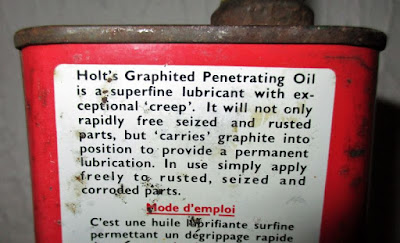 Holt's Graphited Penetrating Oil
is a superfine lubricant with ex-
ceptional 'creep'. It will not only
rapidly free seized and rusted
parts, but 'carries' graphite into
position to provide a permanent
lubrication. In use simply apply
freely to rusted, seized and
corroded parts.
Mode d'emploi
C'est une huile lubrifiante surfine
permettant un dégrippage rapide